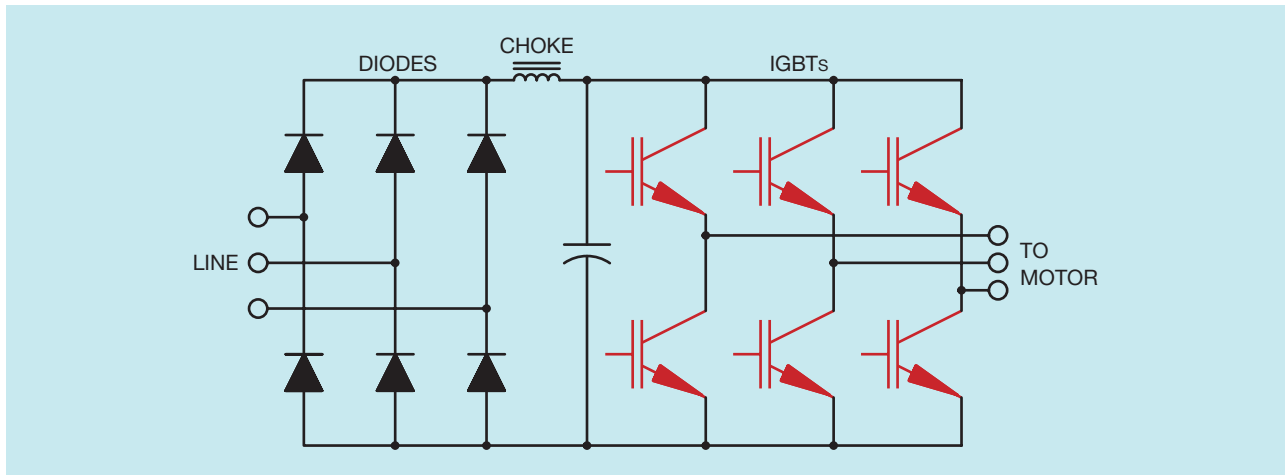 CHOKE
DIODES
IGBTs
LINE
TO
MOTOR